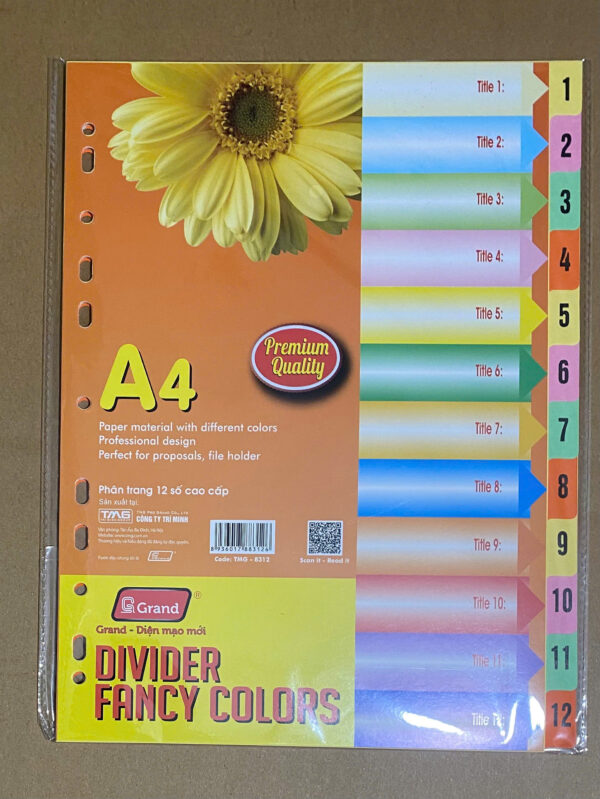 Title 1:
1
Title 2:
2
Title 3:
3
Title 4:
4
Title 5:
5
Title 6:
6
Title 7:
7
Title 8:
8
Title 9:
9
Title 10:
10
Title 11:
11
Title 12:
12
Premium
Quality
A4
Paper material with different colors
Professional design
Perfect for proposals, file holder
Phân trang 12 số cao cấp
Sản xuất tại:
TMG
CÔNG TY TRÍ MINH
8936017883126
Code: TMG - 8312
Scan it - Read it
Grand®
Grand - Diện mạo mới
DIVIDER
FANCY COLORS